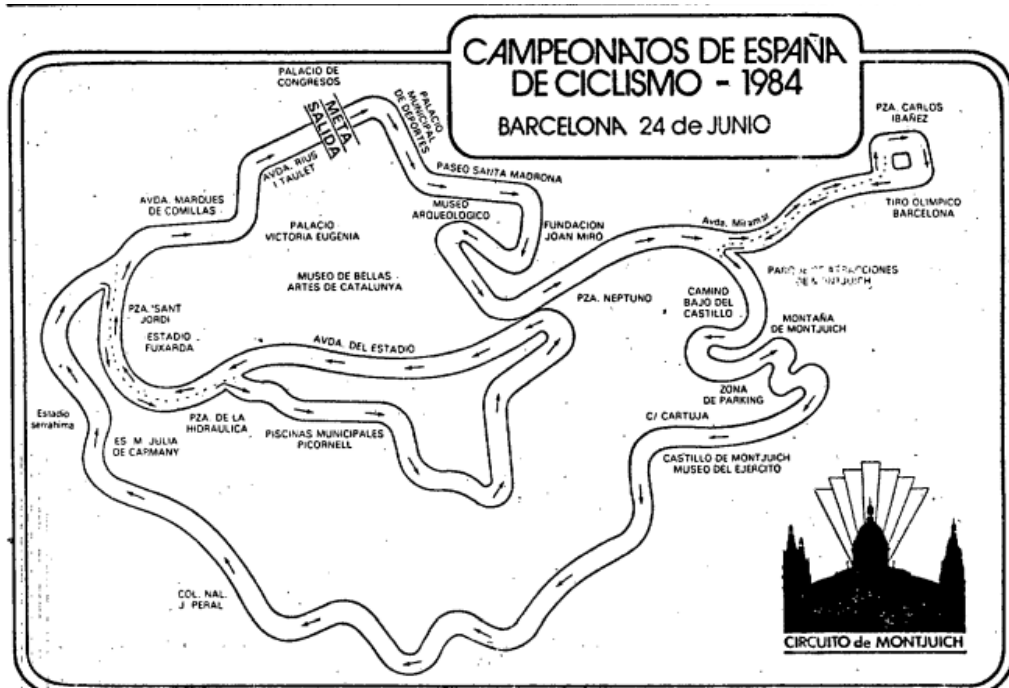 CAMPEONATOS DE ESPAÑA
DE CICLISMO - 1984
BARCELONA 24 de JUNIO
PALACIO DE
CONGRESOS
META
SALIDA
PALACIO
MUNICIPAL
DE DEPORTES
AVDA. RIUS
I TAULET
PASEO SANTA MADRONA
PZA. CARLOS
IBAÑEZ
TIRO OLIMPICO
BARCELONA
AVDA. MARQUES
DE COMILLAS
PALACIO
VICTORIA EUGENIA
MUSEO
ARQUEOLOGICO
FUNDACION
JOAN MIRÓ
Avda. Miramar
MUSEO DE BELLAS
ARTES DE CATALUNYA
PARQUE DE ATRACCIONES
DE MONTJUICH
PZA. NEPTUNO
CAMINO
BAJO DEL
CASTILLO
MONTAÑA
DE MONTJUICH
PZA. SANT
JORDI
ESTADIO
FUXARDA
AVDA. DEL ESTADIO
ZONA
DE PARKING
Estadio
serrahima
PZA. DE LA
HIDRAULICA
PISCINAS MUNICIPALES
PICORNELL
C/ CARTUJA
ES. M. JULIA
DE CAPMANY
CASTILLO DE MONTJUICH
MUSEO DEL EJERCITO
COL. NAL.
J. PERAL
CIRCUITO de MONTJUICH